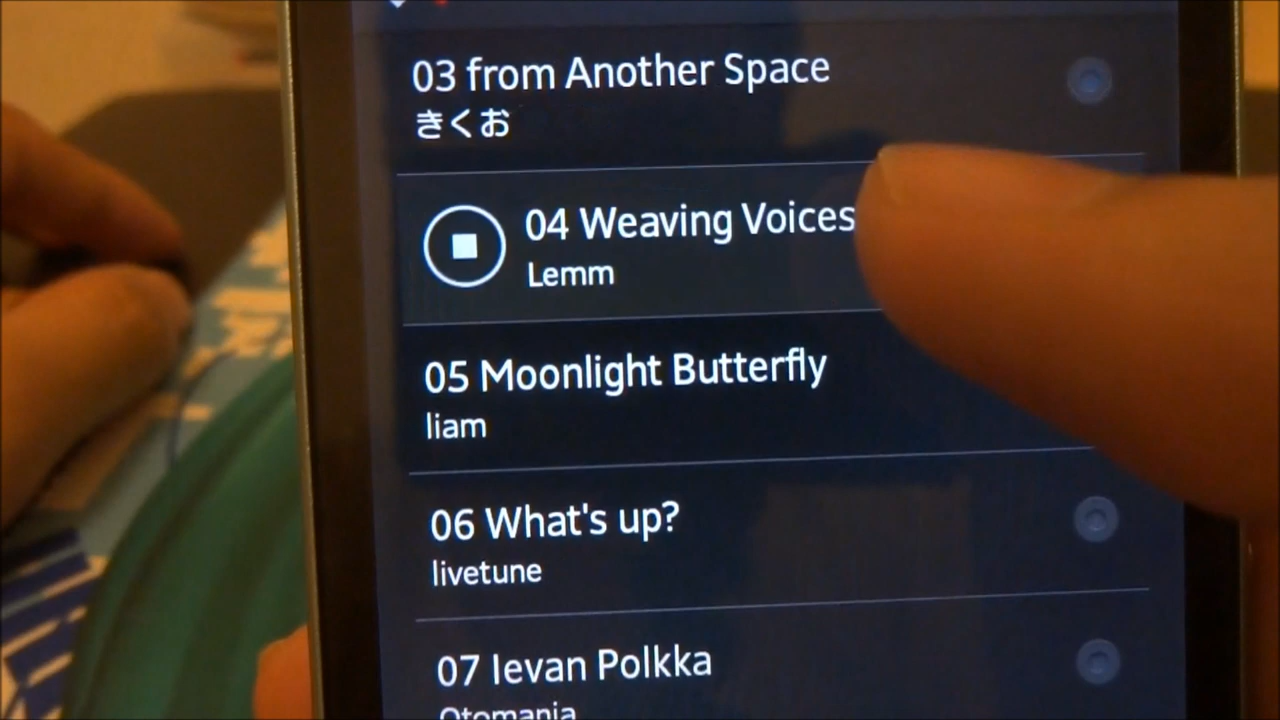 03 from Another Space
きくお
04 Weaving Voices
Lemm
05 Moonlight Butterfly
liam
06 What's up?
livetune
07 Ievan Polkka
Otomania